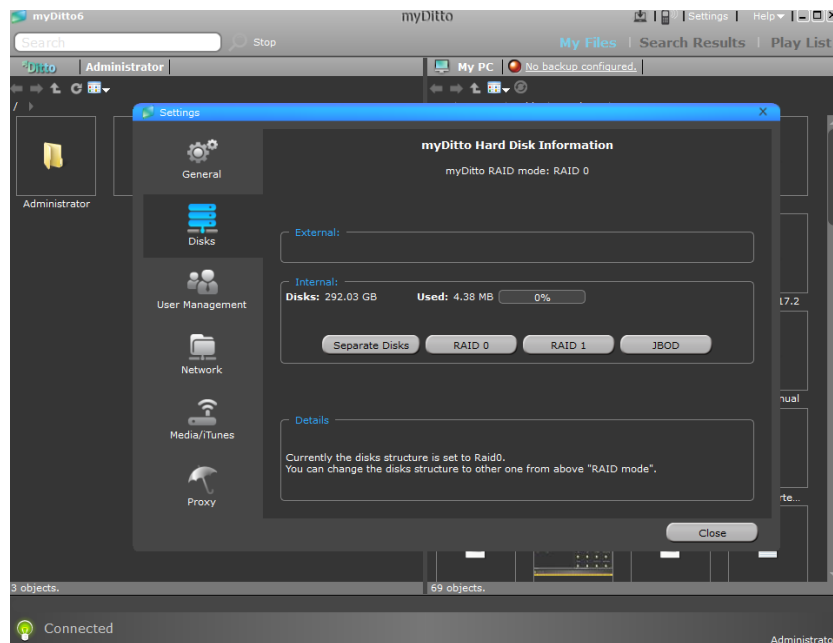 myDitto6
myDitto
Settings
Help
Search
Stop
My Files
Search Results
Play List
Ditto
Administrator
My PC
No backup configured.
/
Administrator
Settings
X
General
Disks
User Management
Network
Media/iTunes
Proxy
myDitto Hard Disk Information
myDitto RAID mode: RAID 0
External:
Internal:
Disks: 292.03 GB Used: 4.38 MB 0%
Separate Disks
RAID 0
RAID 1
JBOD
Details
Currently the disks structure is set to Raid0.
You can change the disks structure to other one from above "RAID mode".
Close
17.2
nual
rte...
3 objects.
69 objects.
Connected
Administrato